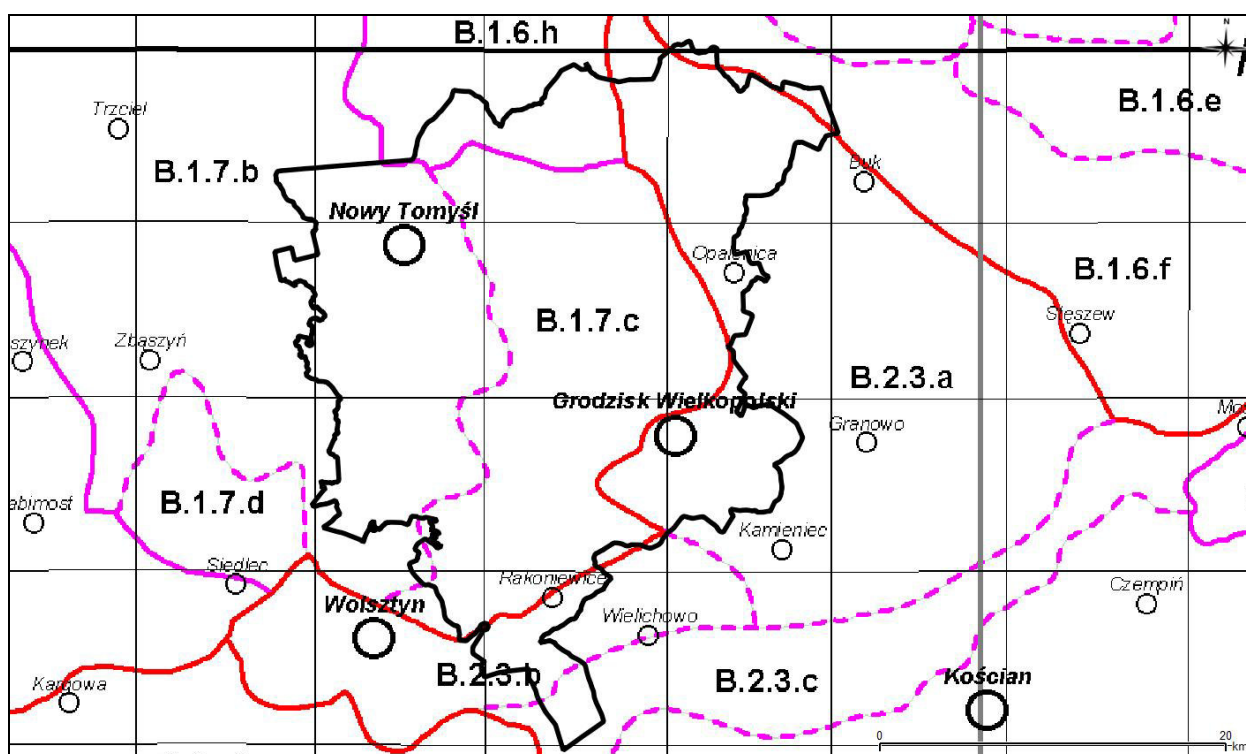 B.1.6.h
N
B.1.6.e
Trzciel
B.1.7.b
Buk
Nowy Tomyśl
Opalenica
B.1.6.f
Stęszew
B.1.7.c
szynek
Zbąszyń
B.2.3.a
Grodzisk Wielkopolski
Granowo
Mo
B.1.7.d
abimost
Kamieniec
Siedlec
Rakoniewice
Czempiń
Wolsztyn
Wielichowo
B.2.3.b
B.2.3.c
Kościan
Kargowa
0
20
km